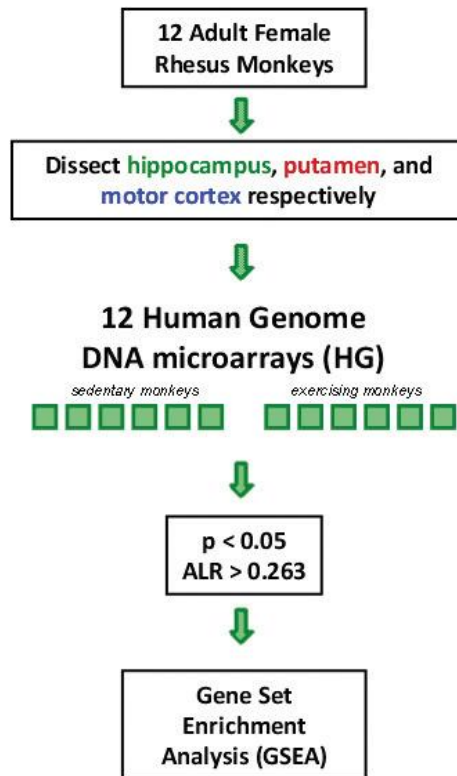 12 Adult Female
Rhesus Monkeys
Dissect hippocampus, putamen, and
motor cortex respectively
12 Human Genome
DNA microarrays (HG)
sedentary monkeys
exercising monkeys
p < 0.05
ALR > 0.263
Gene Set
Enrichment
Analysis (GSEA)